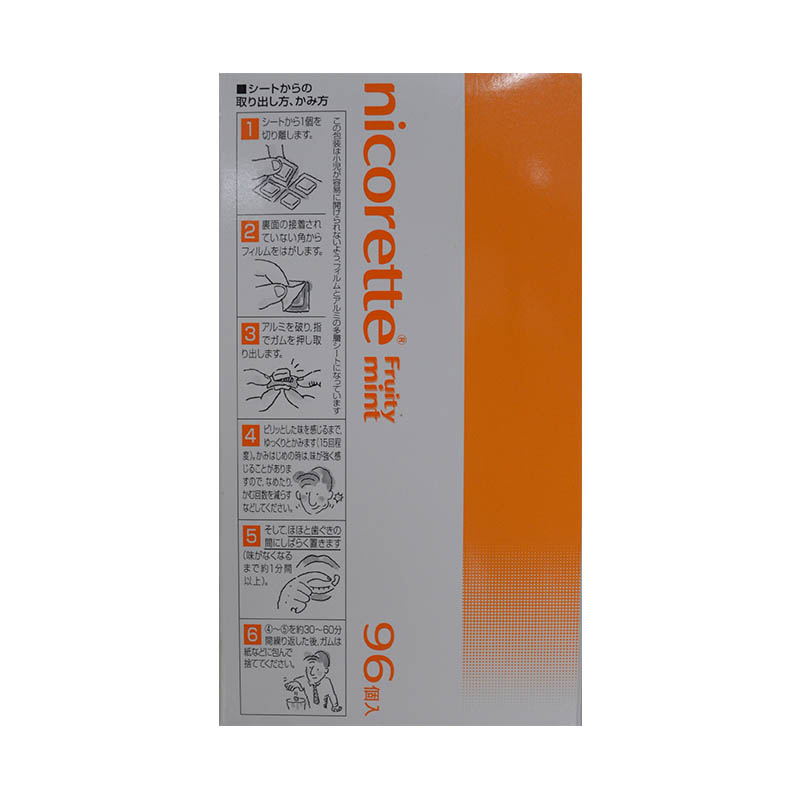 ■シートからの
取り出し方、かみ方
1 シートから1個を
切り離します。
2 裏面の接着され
ていない角から
フィルムをはがします。
3 アルミを破り、指
でガムを押し取
り出します。
4 ピリッとした味を感じるまで、
ゆっくりとかみます(15回程
度)。かみはじめの時は、味が強く感
じることがありま
すので、なめたり、
かむ回数を減らす
などしてください。
5 そして、ほほと歯ぐきの
間にしばらく置きます
(味がなくなる
まで約1分間
以上)。
6 ④～⑤を約30～60分
間繰り返した後、ガムは
紙などに包んで
捨ててください。
この包装は小児が容易に開けられないよう、フィルムとアルミの多層シートになっています
nicorette®
Fruity
mint
96個入